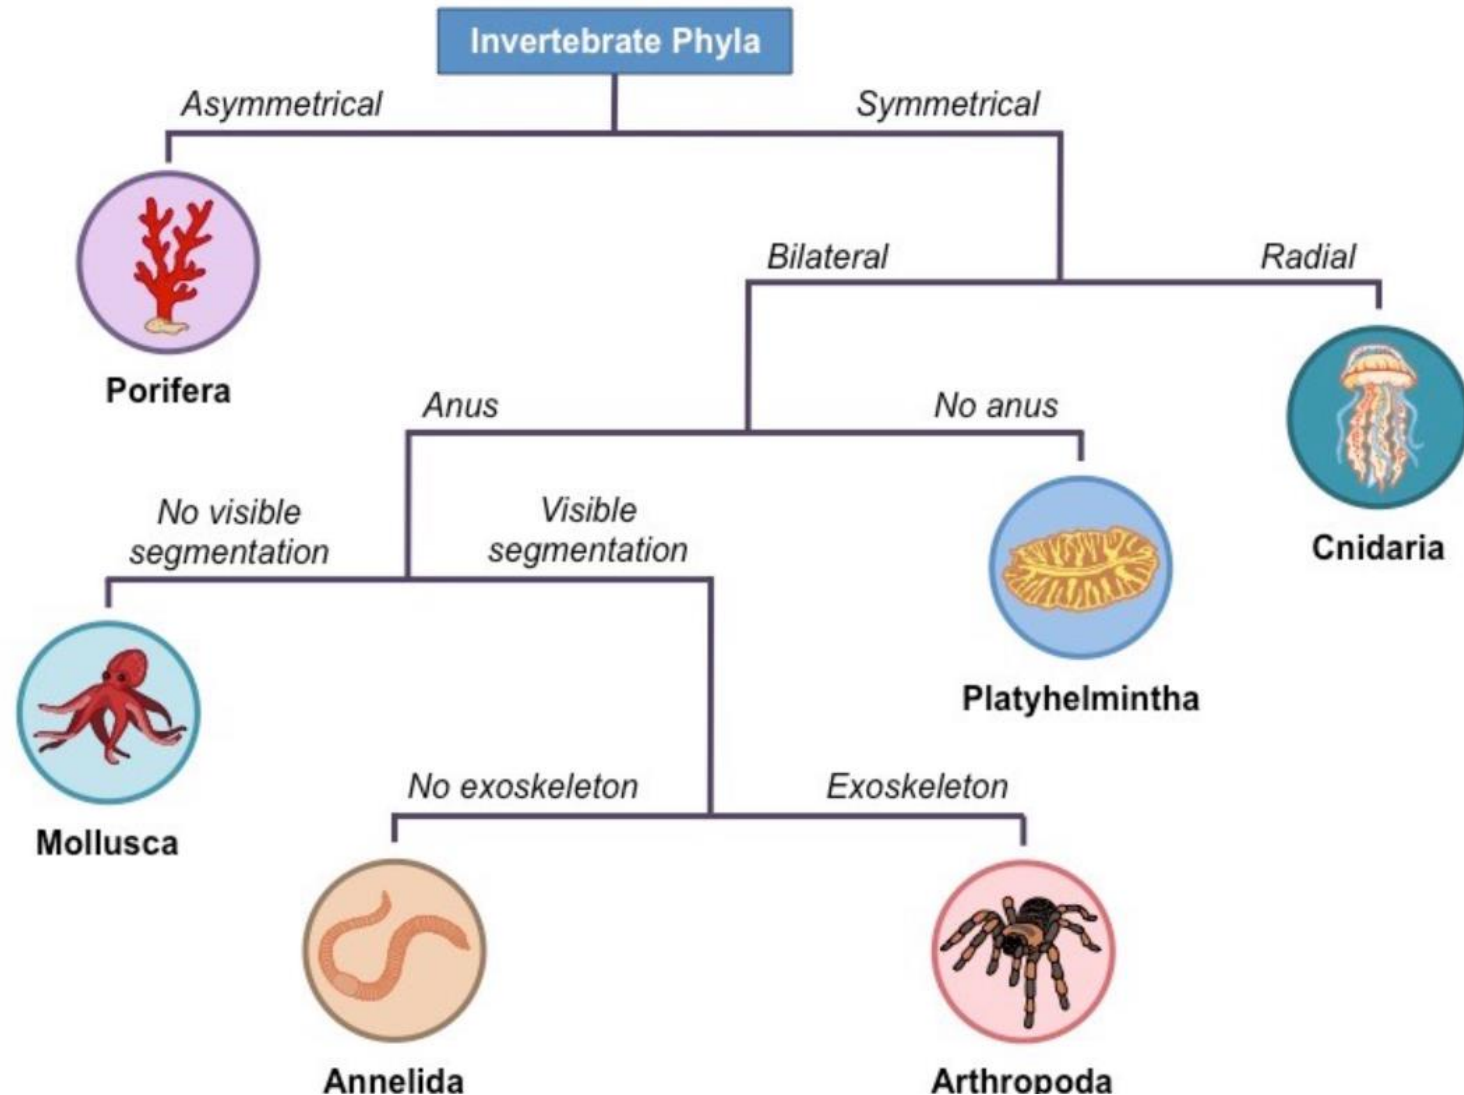 Invertebrate Phyla
Asymmetrical
Symmetrical
Porifera
Bilateral
Radial
Cnidaria
Anus
No anus
Platyhelmintha
No visible
segmentation
Visible
segmentation
Mollusca
No exoskeleton
Exoskeleton
Annelida
Arthropoda